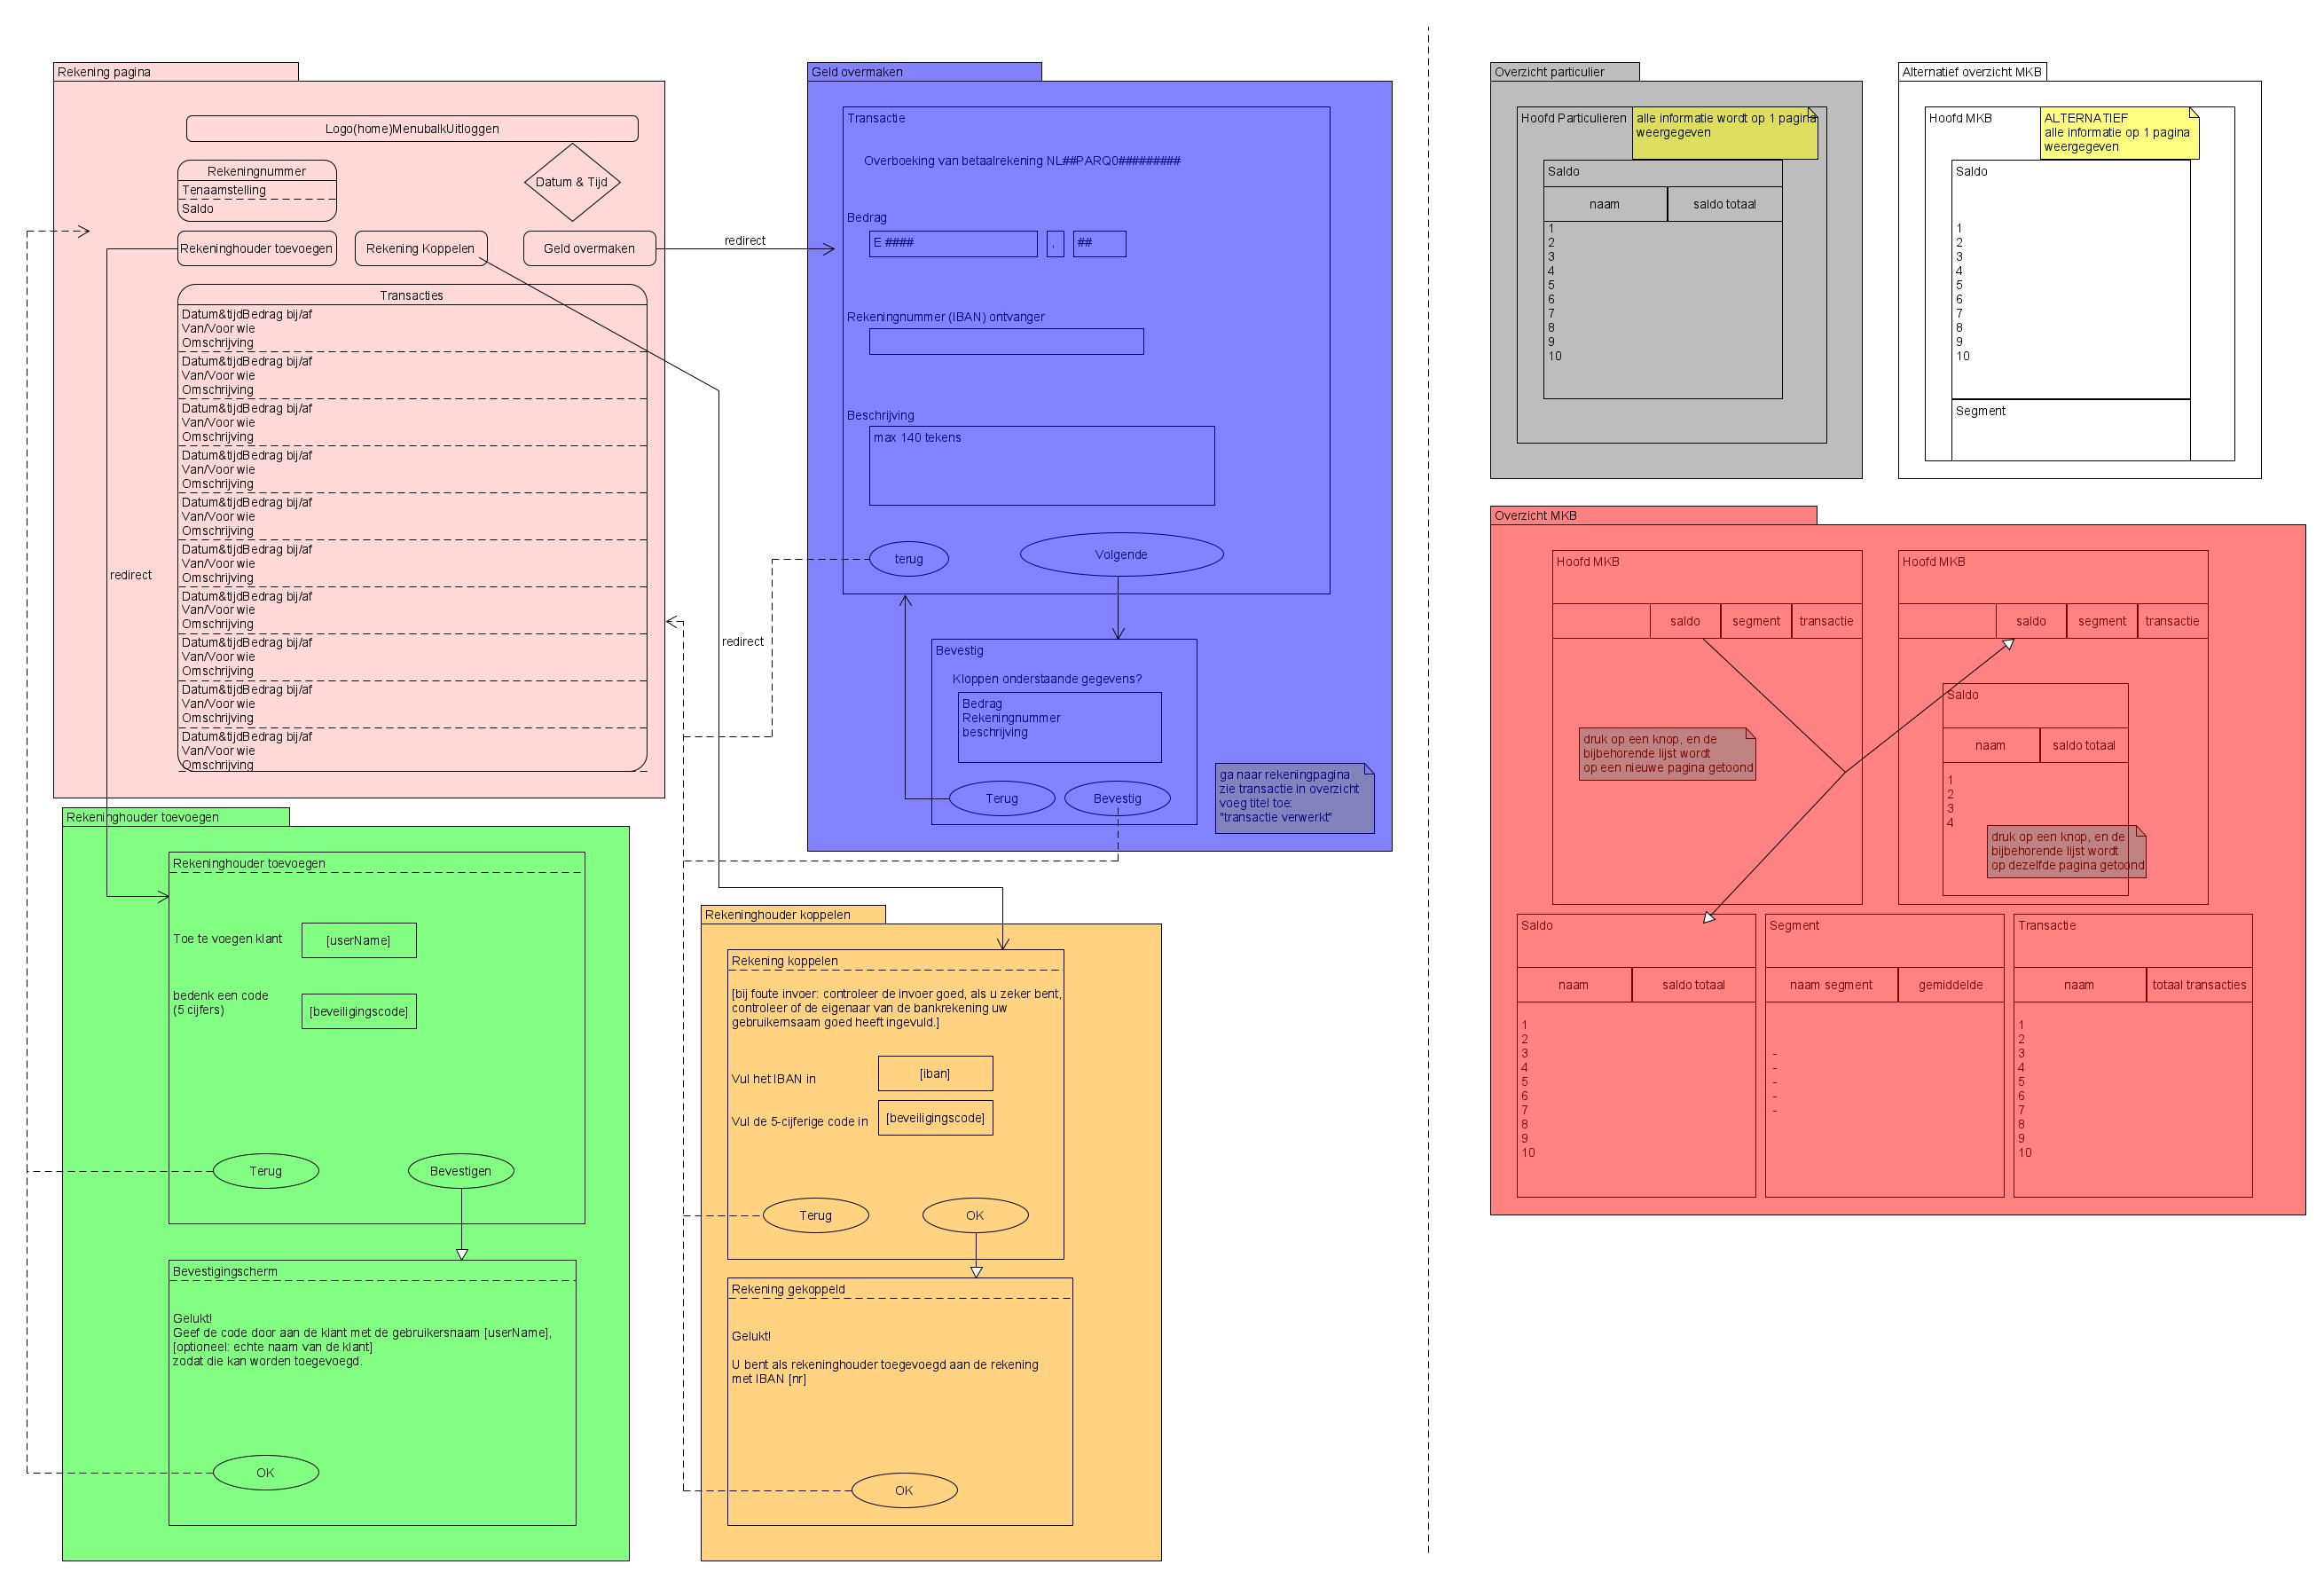 Rekening pagina
Logo(home)MenubalkUitloggen
Rekeningnummer
Tenaamstelling
Saldo
Datum & Tijd
Rekeninghouder toevoegen
Rekening Koppelen
Geld overmaken
redirect
Transacties
Datum&tijdBedrag bij/af
Van/Voor wie
Omschrijving
Datum&tijdBedrag bij/af
Van/Voor wie
Omschrijving
Datum&tijdBedrag bij/af
Van/Voor wie
Omschrijving
Datum&tijdBedrag bij/af
Van/Voor wie
Omschrijving
Datum&tijdBedrag bij/af
Van/Voor wie
Omschrijving
Datum&tijdBedrag bij/af
Van/Voor wie
Omschrijving
Datum&tijdBedrag bij/af
Van/Voor wie
Omschrijving
Datum&tijdBedrag bij/af
Van/Voor wie
Omschrijving
Datum&tijdBedrag bij/af
Van/Voor wie
Omschrijving
Datum&tijdBedrag bij/af
Van/Voor wie
Omschrijving
redirect
redirect
Rekeninghouder toevoegen
Rekeninghouder toevoegen
Toe te voegen klant
[userName]
bedenk een code
(5 cijfers)
[beveiligingscode]
Terug
Bevestigen
Bevestigingscherm
Gelukt!
Geef de code door aan de klant met de gebruikersnaam [userName],
[optioneel: echte naam van de klant]
zodat die kan worden toegevoegd.
OK
Geld overmaken
Transactie
Overboeking van betaalrekening NL##PARQ0#########
Bedrag
E ####
,
##
Rekeningnummer (IBAN) ontvanger
Beschrijving
max 140 tekens
terug
Volgende
Bevestig
Kloppen onderstaande gegevens?
Bedrag
Rekeningnummer
beschrijving
Terug
Bevestig
ga naar rekeningpagina
zie transactie in overzicht
voeg titel toe:
"transactie verwerkt"
Rekeninghouder koppelen
Rekening koppelen
[bij foute invoer: controleer de invoer goed, als u zeker bent,
controleer of de eigenaar van de bankrekening uw
gebruikernsaam goed heeft ingevuld.]
Vul het IBAN in
[iban]
Vul de 5-cijferige code in
[beveiligingscode]
Terug
OK
Rekening gekoppeld
Gelukt!
U bent als rekeninghouder toegevoegd aan de rekening
met IBAN [nr]
OK
Overzicht particulier
Hoofd Particulieren
alle informatie wordt op 1 pagina
weergegeven
Saldo
naam
saldo totaal
1
2
3
4
5
6
7
8
9
10
Alternatief overzicht MKB
Hoofd MKB
ALTERNATIEF
alle informatie op 1 pagina
weergegeven
Saldo
1
2
3
4
5
6
7
8
9
10
Segment
Overzicht MKB
Hoofd MKB
saldo
segment
transactie
druk op een knop, en de
bijbehorende lijst wordt
op een nieuwe pagina getoond
Hoofd MKB
saldo
segment
transactie
Saldo
naam
saldo totaal
1
2
3
4
druk op een knop, en de
bijbehorende lijst wordt
op dezelfde pagina getoond
Saldo
naam
saldo totaal
1
2
3
4
5
6
7
8
9
10
Segment
naam segment
gemiddelde
-
-
-
-
-
Transactie
naam
totaal transacties
1
2
3
4
5
6
7
8
9
10